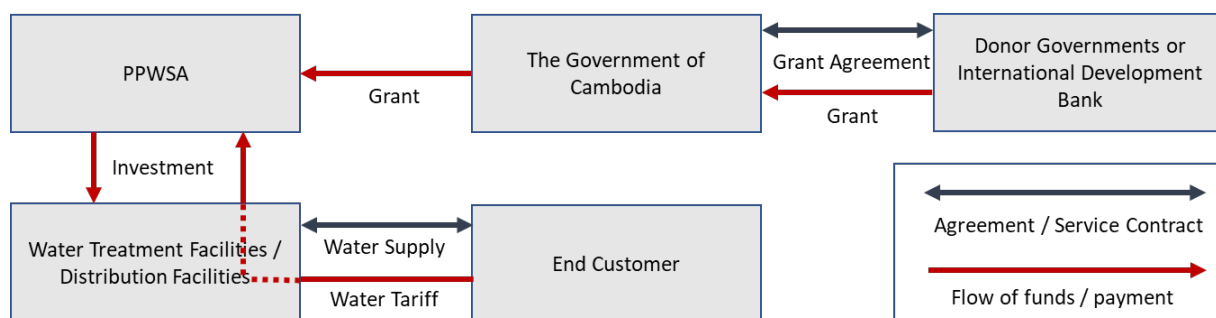 PPWSA
Grant
The Government of
Cambodia
Grant Agreement
Grant
Donor Governments or
International Development
Bank
Investment
Water Treatment Facilities /
Distribution Facilities
Water Supply
Water Tariff
End Customer
Agreement / Service Contract
Flow of funds / payment